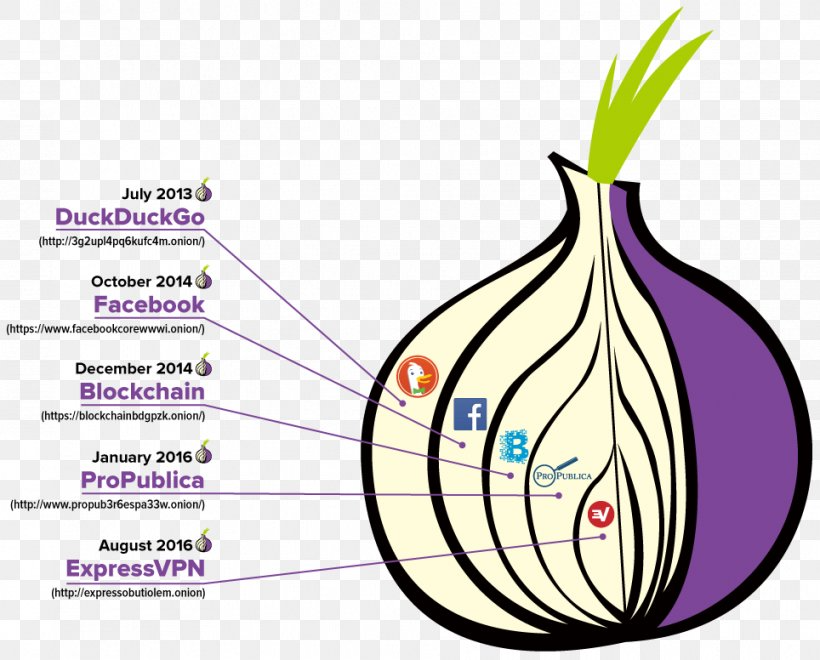 July 2013
DuckDuckGo
(http://3g2upl4pq6kufc4m.onion/)
October 2014
Facebook
(https://www.facebookcorewwwi.onion/)
December 2014
Blockchain
(https://blockchainbdgpzk.onion/)
January 2016
ProPublica
(http://www.propub3r6espa33w.onion/)
August 2016
ExpressVPN
(http://expressobutiolem.onion)
f
B
PROPUBLICA
EV